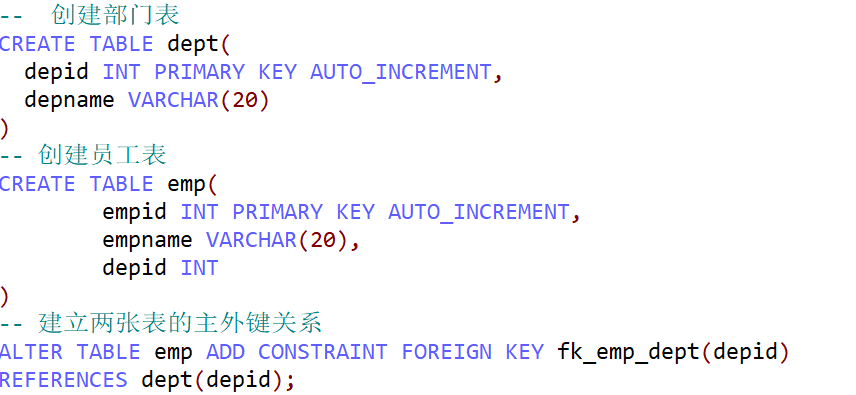 --  创建部门表
CREATE TABLE dept(
  depid INT PRIMARY KEY AUTO_INCREMENT,
  depname VARCHAR(20)
)
-- 创建员工表
CREATE TABLE emp(
        empid INT PRIMARY KEY AUTO_INCREMENT,
        empname VARCHAR(20),
        depid INT
)
-- 建立两张表的主外键关系
ALTER TABLE emp ADD CONSTRAINT FOREIGN KEY fk_emp_dept(depid)
REFERENCES dept(depid);